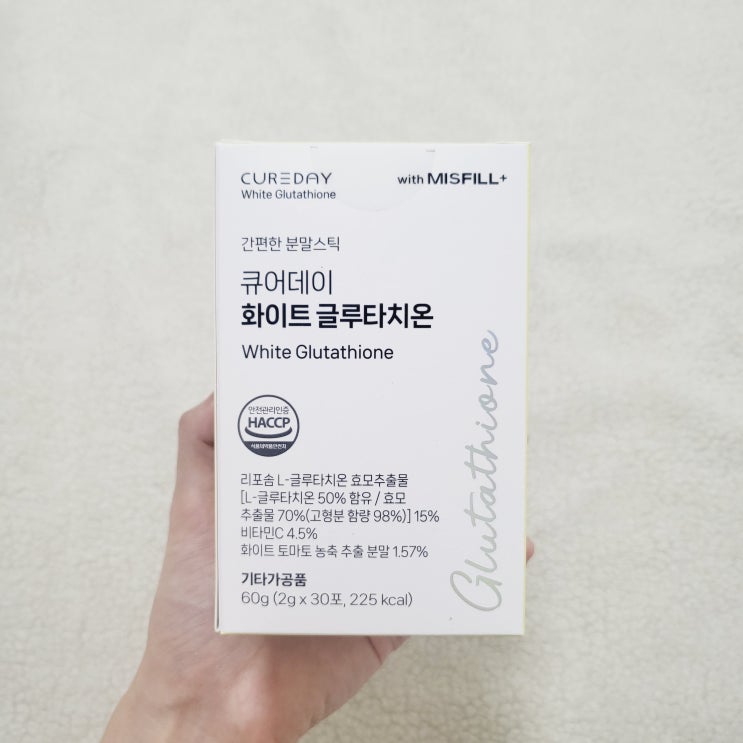 CUREDAY
White Glutathione
with MISFILL+
간편한 분말스틱
큐어데이
화이트 글루타치온
White Glutathione
안전관리인증
HACCP
식품의약품안전처
리포솜 L-글루타치온 효모추출물
[L-글루타치온 50% 함유 / 효모
추출물 70%(고형분 함량 98%)] 15%
비타민C 4.5%
화이트 토마토 농축 추출 분말 1.57%
기타가공품
60g (2g x 30포, 225 kcal)
Glutathione